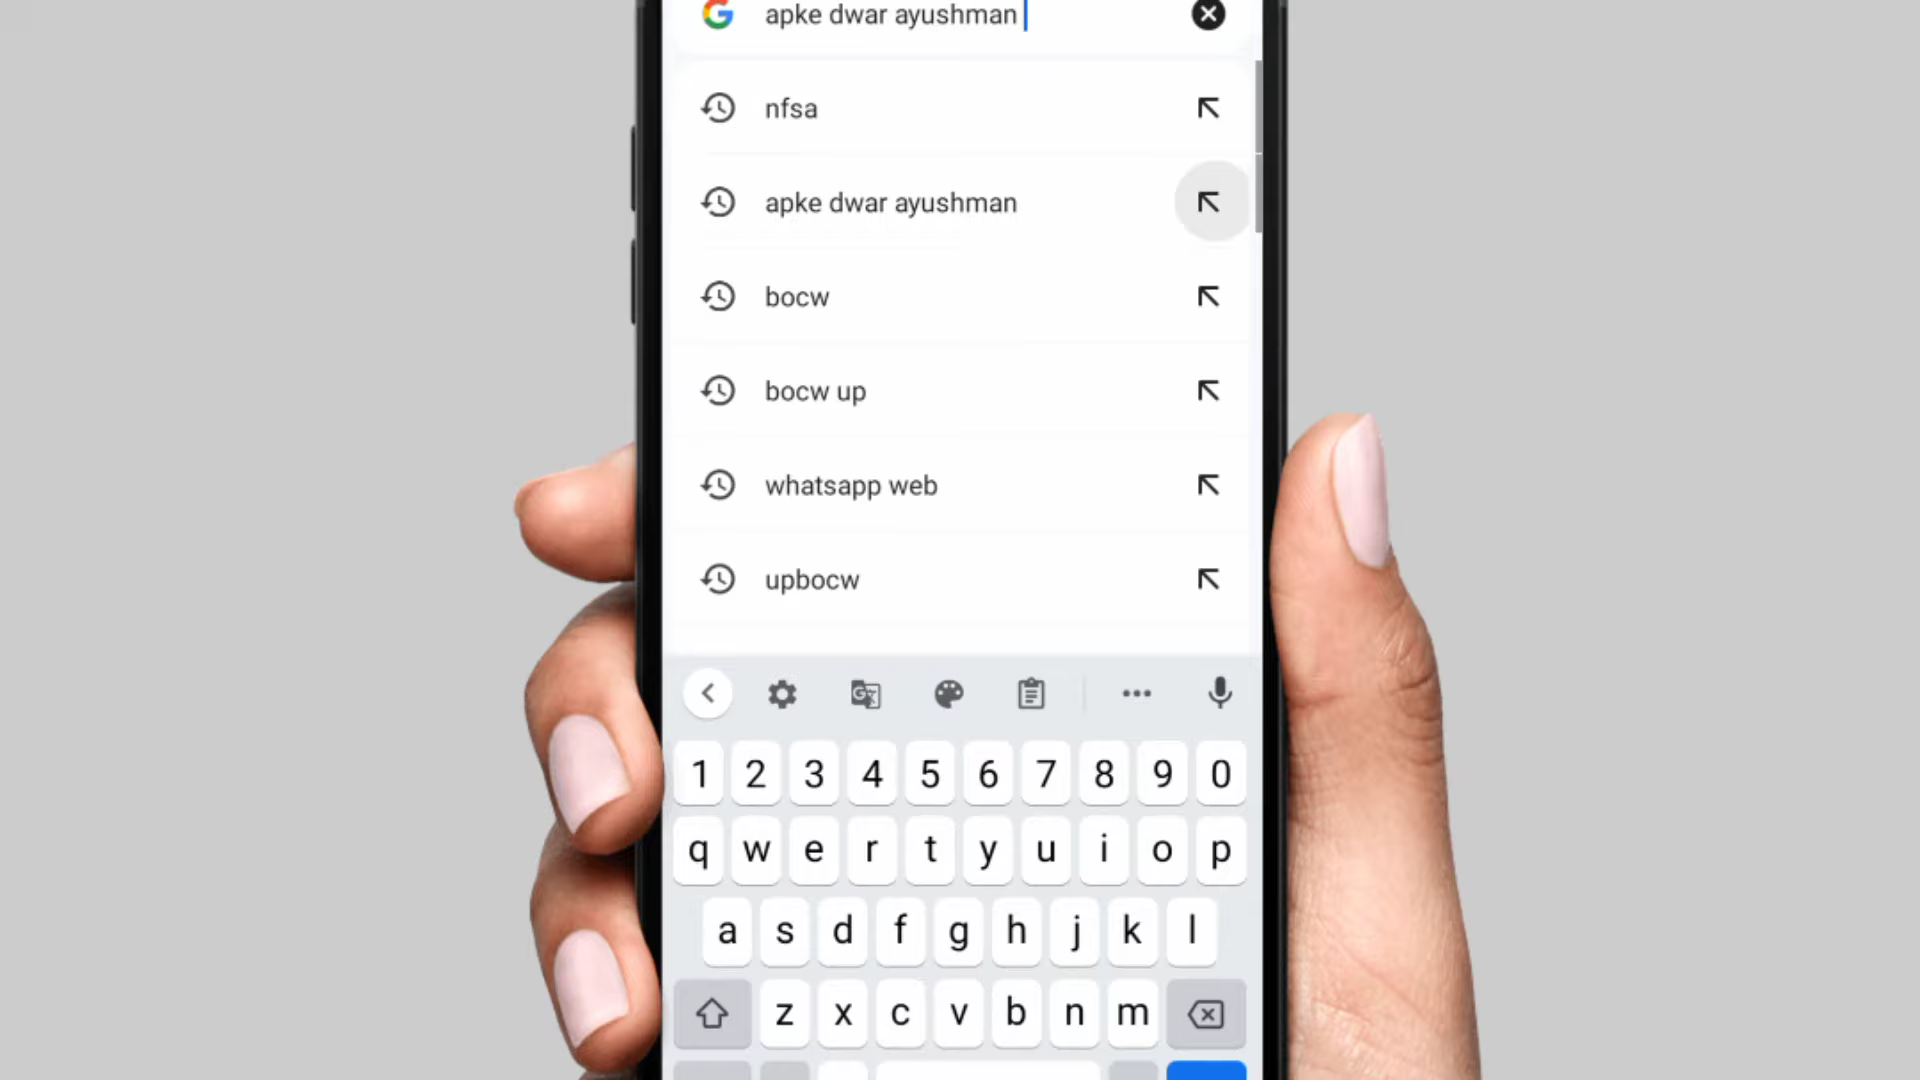 apke dwar ayushman
nfsa
apke dwar ayushman
bocw
bocw up
whatsapp web
upbocw
1 2 3 4 5 6 7 8 9 0
q w e r t y u i o p
a s d f g h j k l
z x c v b n m